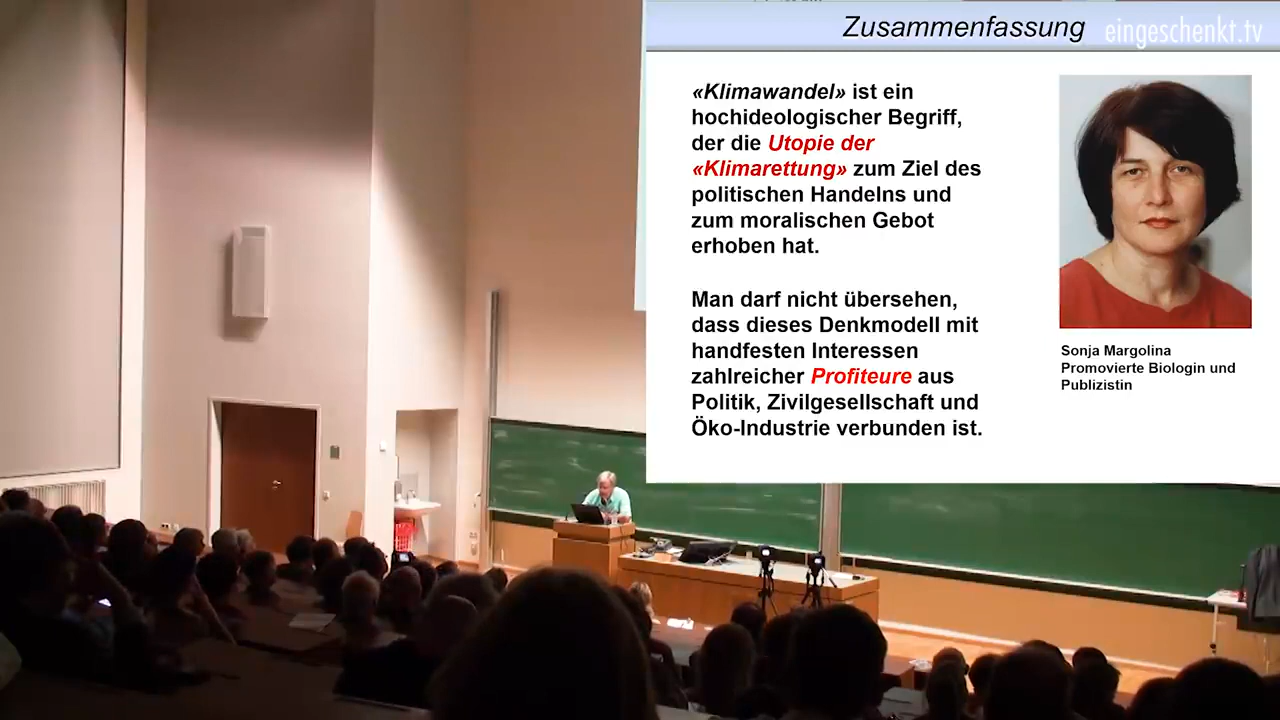 Zusammenfassung
eingeschenkt.tv
«Klimawandel» ist ein
hochideologischer Begriff,
der die Utopie der
«Klimarettung» zum Ziel des
politischen Handelns und
zum moralischen Gebot
erhoben hat.
Man darf nicht übersehen,
dass dieses Denkmodell mit
handfesten Interessen
zahlreicher Profiteure aus
Politik, Zivilgesellschaft und
Öko-Industrie verbunden ist.
Sonja Margolina
Promovierte Biologin und
Publizistin